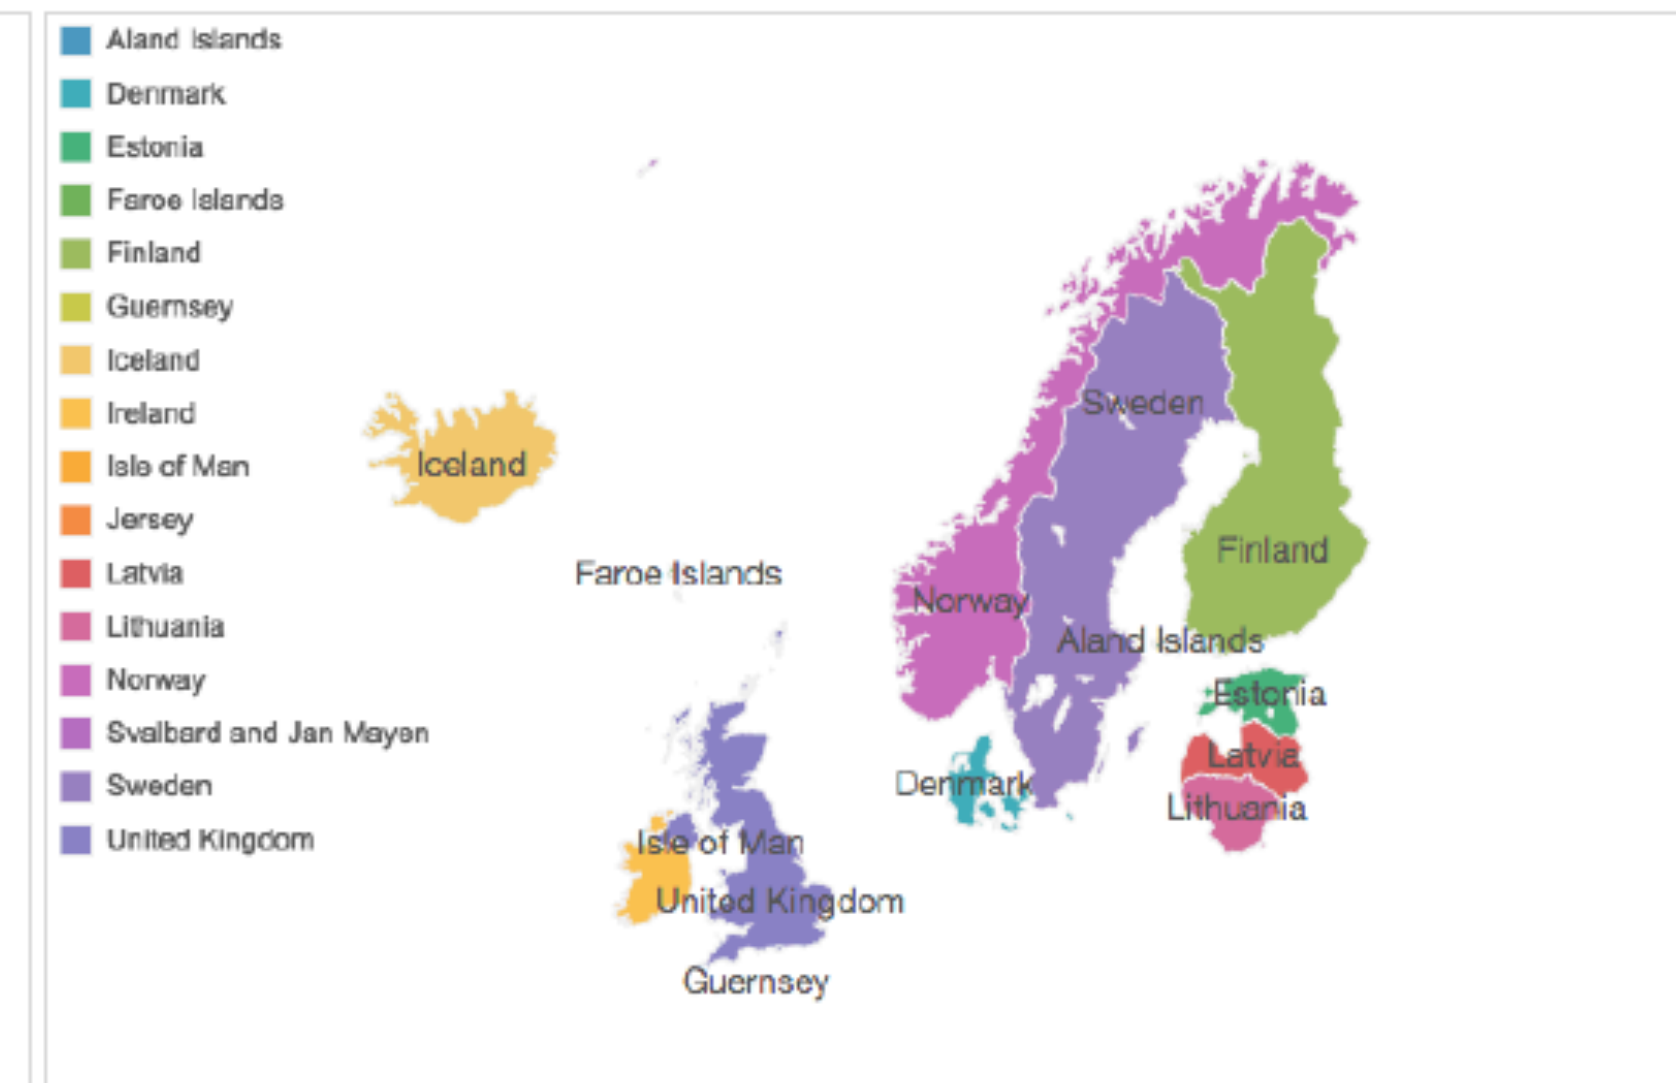 Aland Islands
Denmark
Estonia
Faroe Islands
Finland
Guernsey
Iceland
Ireland
Isle of Man
Jersey
Latvia
Lithuania
Norway
Svalbard and Jan Mayen
Sweden
United Kingdom
Sweden
Iceland
Finland
Faroe Islands
Norway
Aland Islands
Estonia
Latvia
Denmark
Lithuania
Isle of Man
United Kingdom
Guernsey